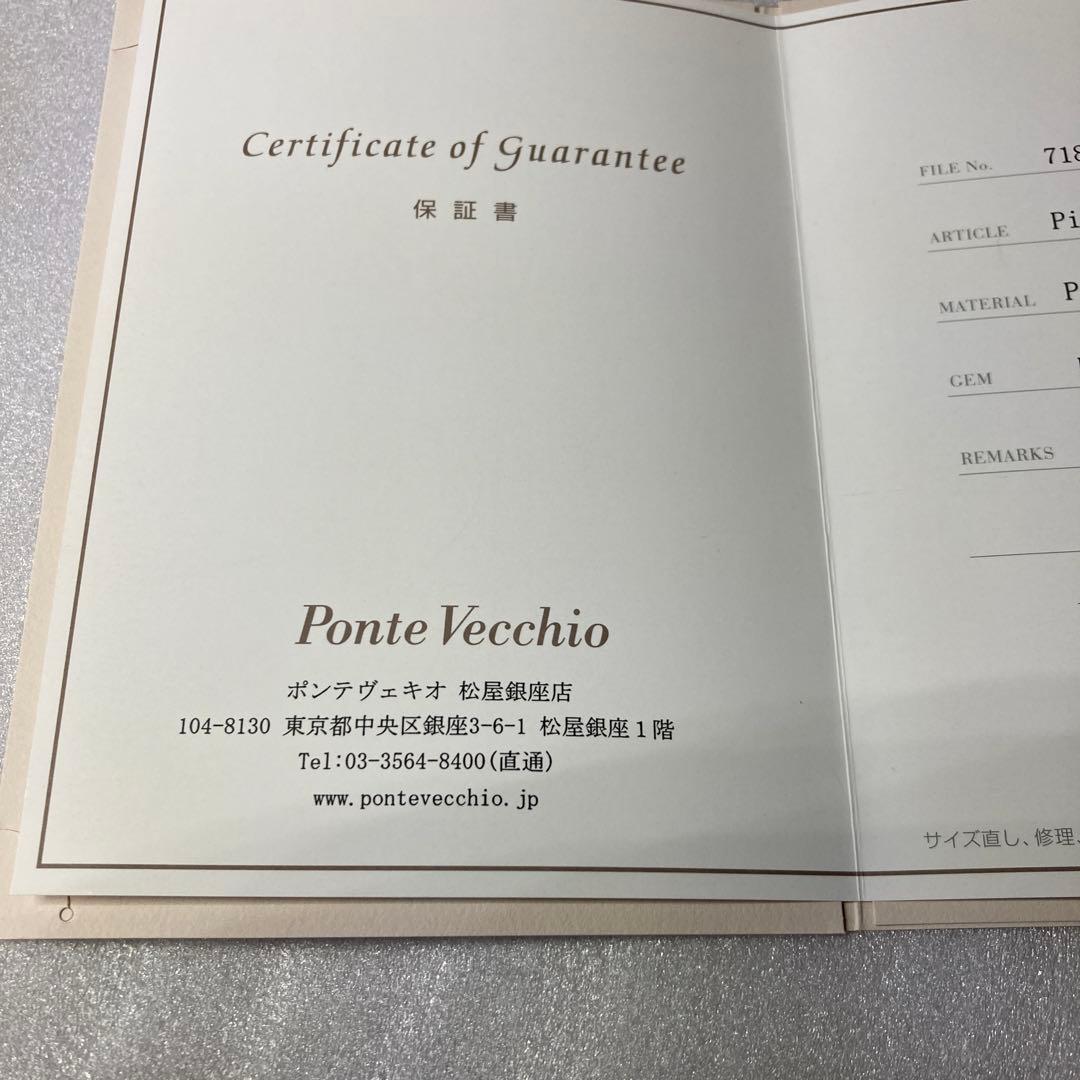 Certificate of Guarantee
保証書
Ponte Vecchio
ポンテヴェキオ 松屋銀座店
104-8130 東京都中央区銀座3-6-1 松屋銀座1階
Tel:03-3564-8400(直通)
www.pontevecchio.jp
FILE No. 718
ARTICLE Pi
MATERIAL P
GEM
REMARKS
サイズ直し、修理、